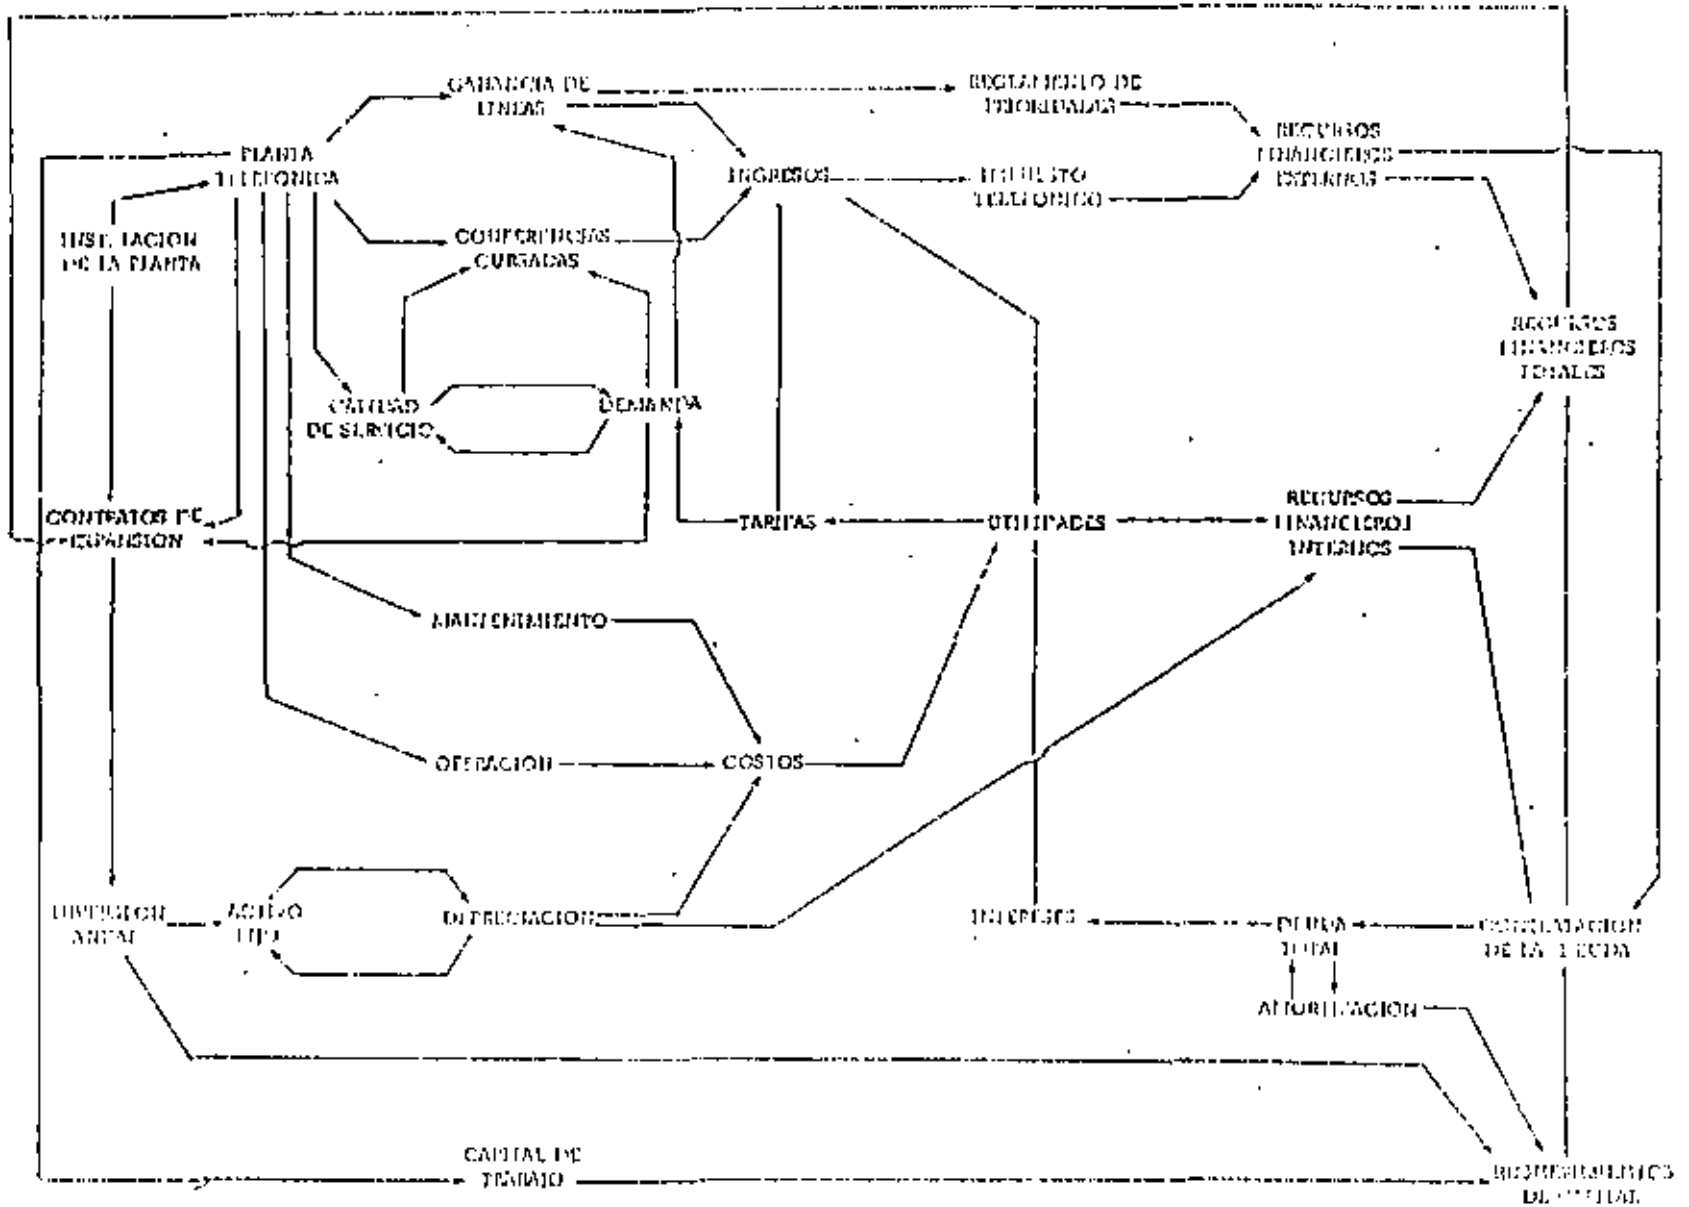 GANANCIA DE
LINEAS
REGLAMENTO DE
PRIORIDADES
PLANTA
TELEFONICA
INGRESOS
IMPUESTO
TELEFONICO
RECURSOS
FINANCIEROS
EXTERNOS
DE LA PLANTA
CONFERENCIAS
CURSADAS
RECURSOS
FINANCIEROS
TOTALES
CALIDAD
DE SERVICIO
DEMANDA
CONTRATOS DE
EXPANSION
TARIFAS
UTILIDADES
RECURSOS
FINANCIEROS
INTERNOS
MANTENIMIENTO
OPERACION
COSTOS
INVERSION
ANUAL
ACTIVO
FIJO
DEPRECIACION
INTERESES
DEUDA
TOTAL
CONTRATACION
DE LA DEUDA
AMORTIZACION
CAPITAL DE
TRABAJO
REQUERIMIENTOS
DE CAPITAL